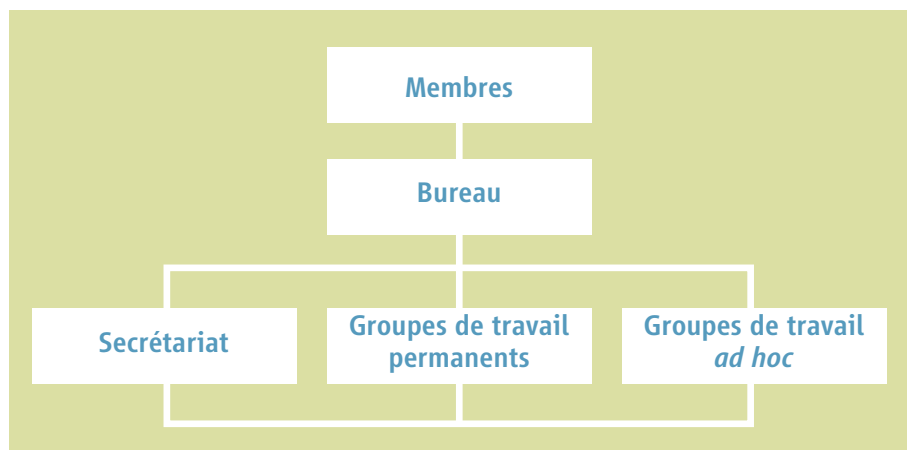 Membres
Bureau
Secrétariat
Groupes de travail
permanents
Groupes de travail
ad hoc